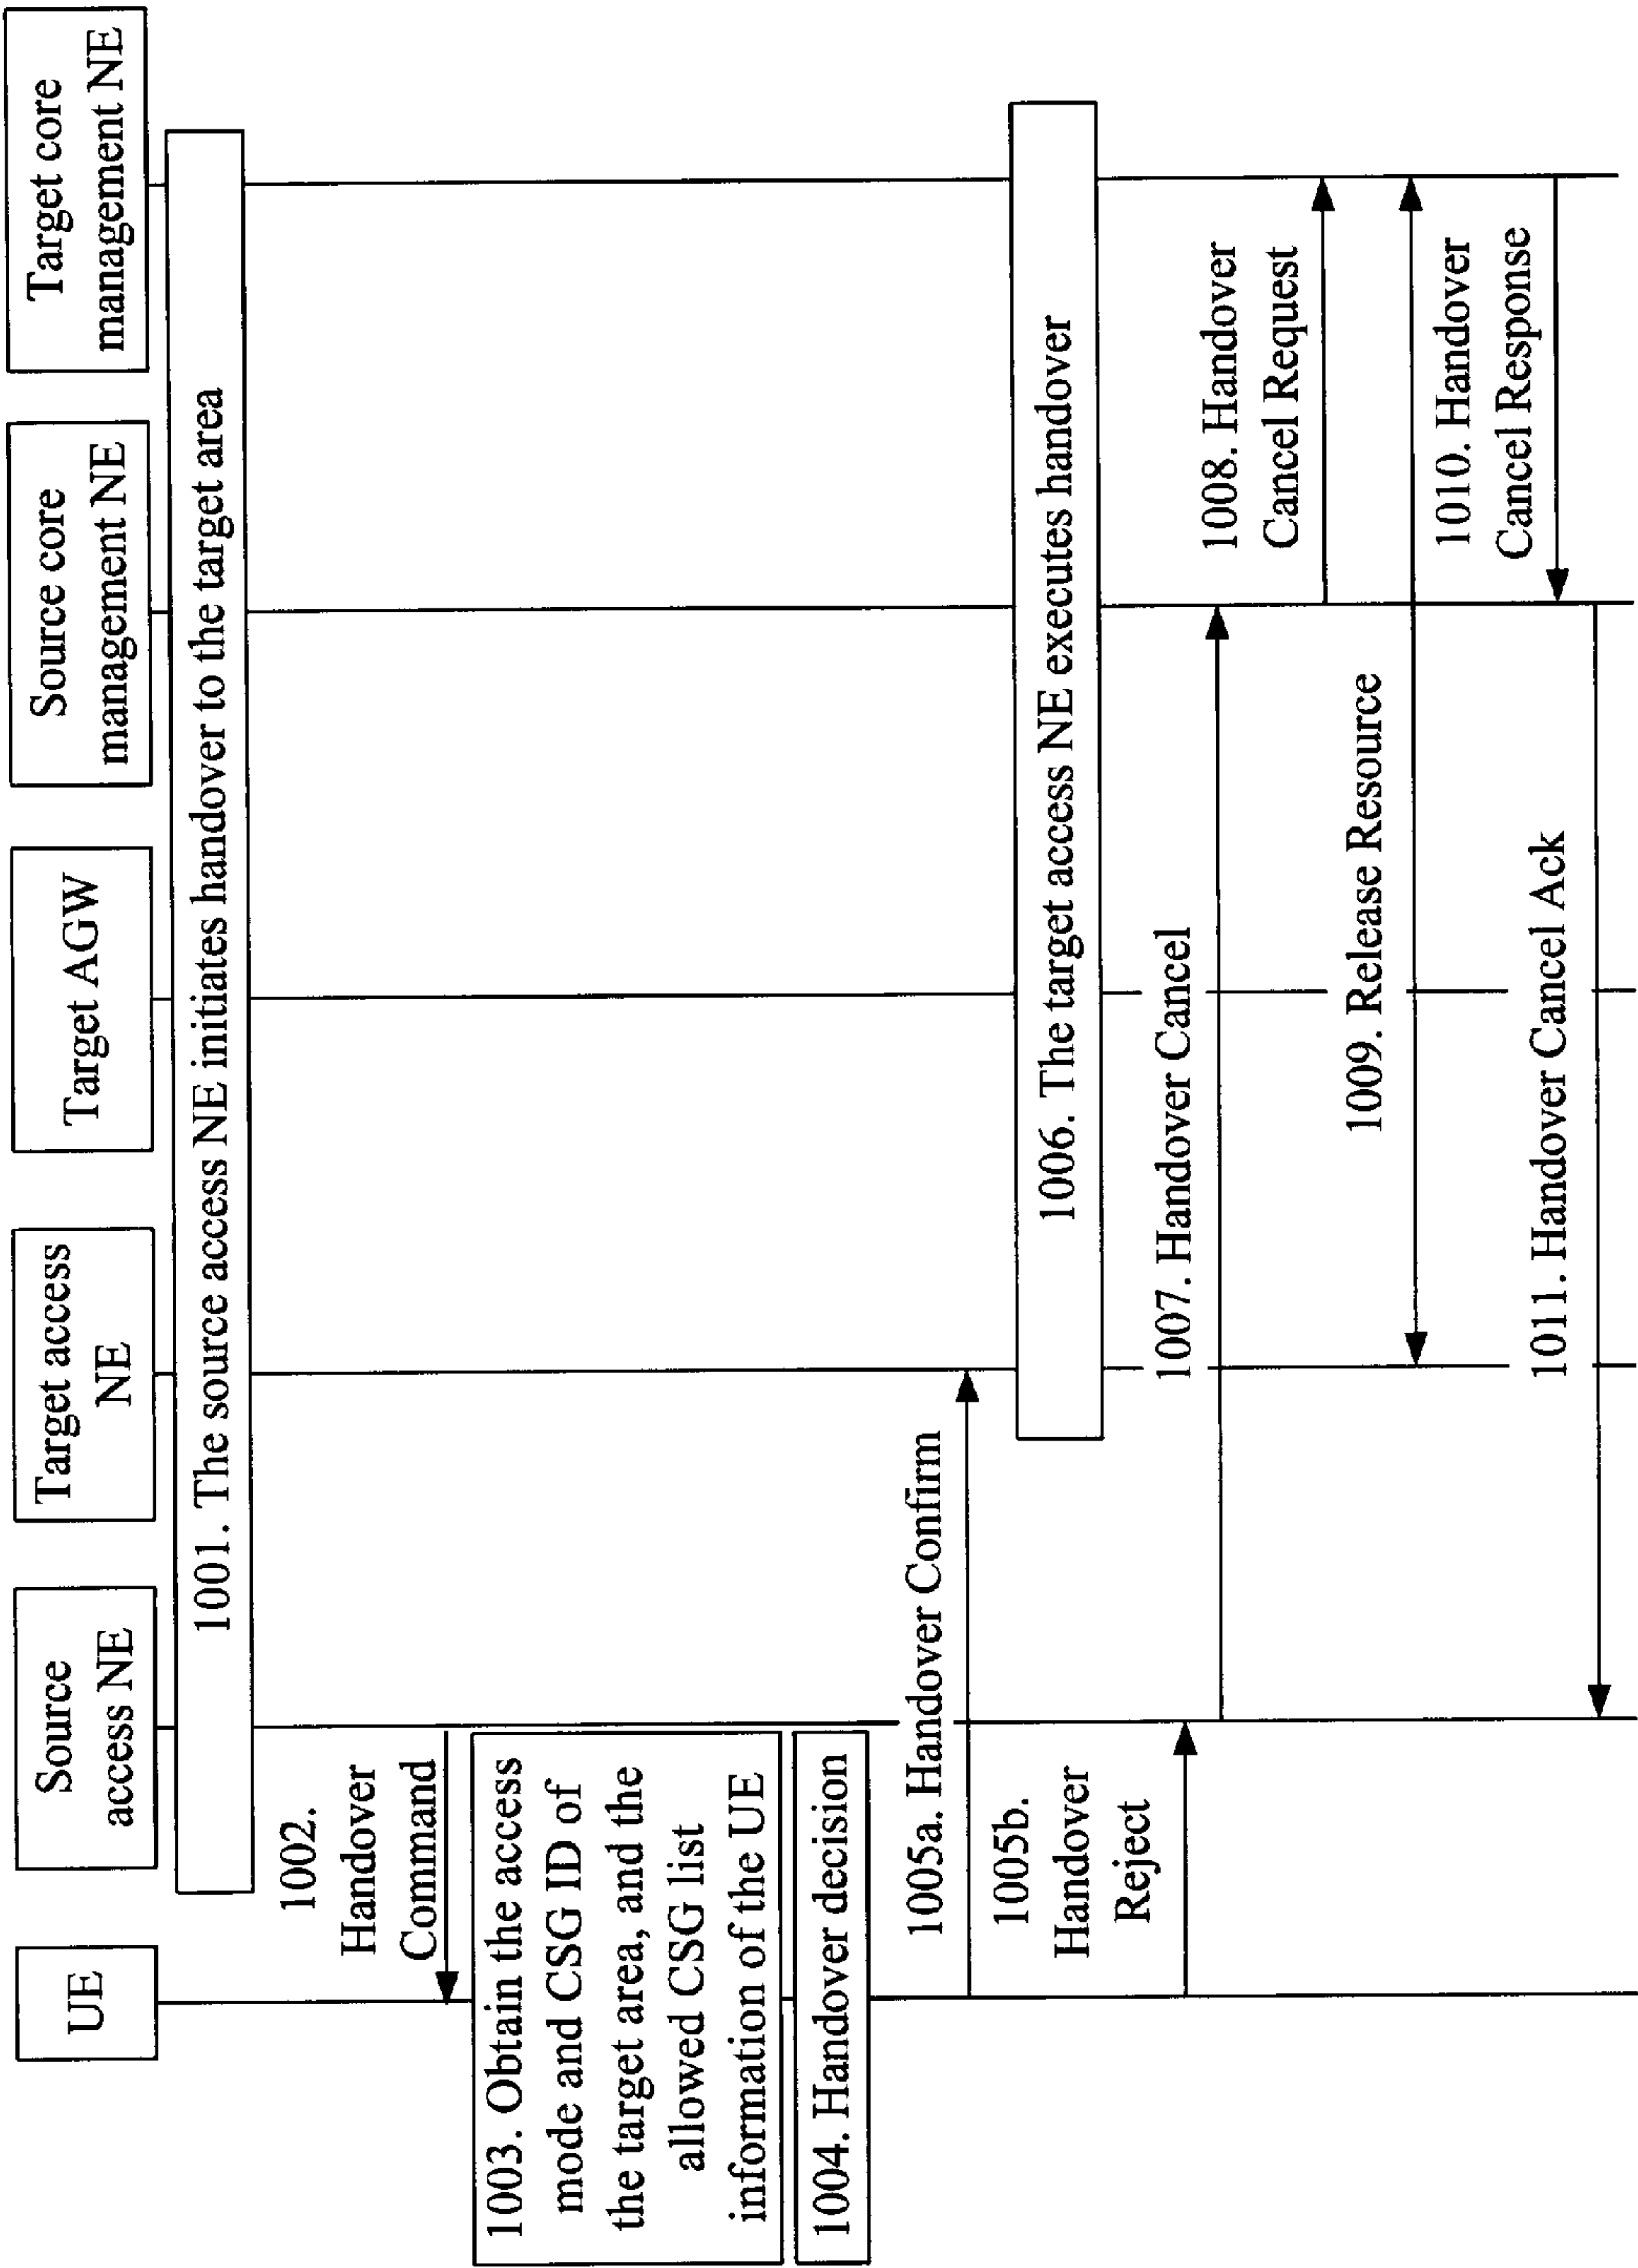 UE
Source
access NE
Target access
NE
Target AGW
Source core
management NE
Target core
management NE
1001. The source access NE initiates handover to the target area
1002.
Handover
Command
1003. Obtain the access
mode and CSG ID of
the target area, and the
allowed CSG list
information of the UE
1004. Handover decision
1005a. Handover Confirm
1005b.
Handover
Reject
1006. The target access NE executes handover
1007. Handover Cancel
1008. Handover
Cancel Request
1009. Release Resource
1010. Handover
Cancel Response
1011. Handover Cancel Ack